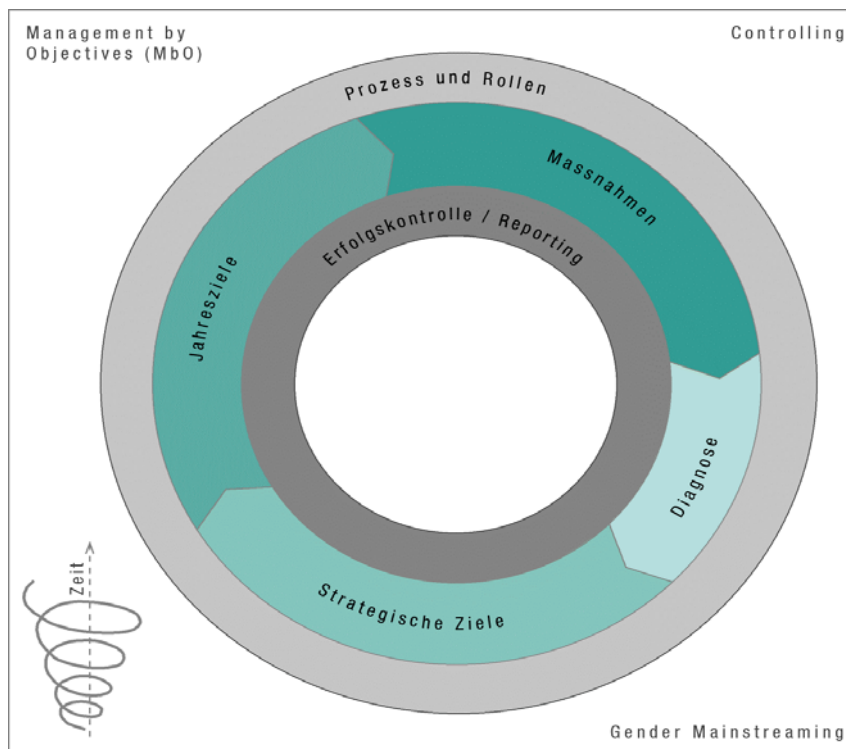 Management by
Objectives (MbO)
Controlling
Prozess und Rollen
Massnahmen
Erfolgskontrolle / Reporting
Jahresziele
Diagnose
Strategische Ziele
Zeit
Gender Mainstreaming